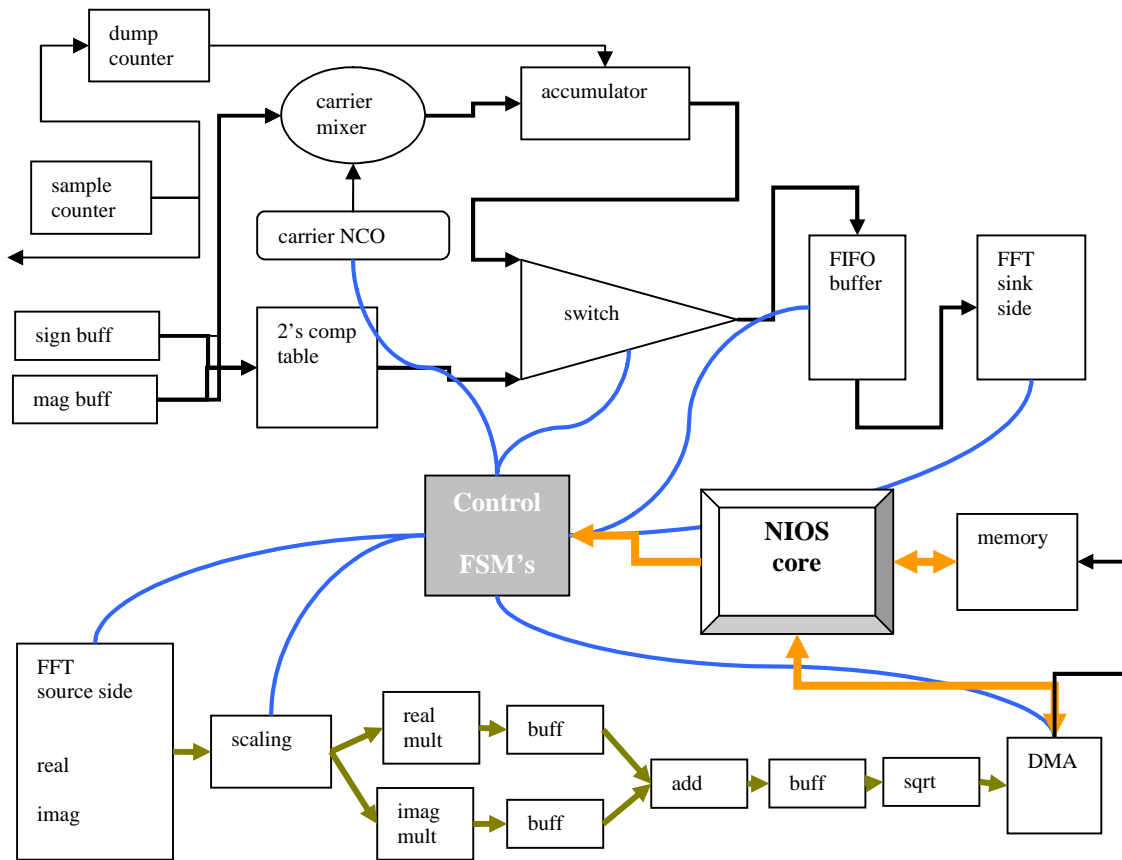 dump
counter
carrier
mixer
accumulator
sample
counter
carrier NCO
FIFO
buffer
FFT
sink
side
switch
sign buff
2's comp
table
mag buff
Control
FSM's
NIOS
core
memory
FFT
source side
real
imag
scaling
real
mult
buff
imag
mult
buff
add
buff
sqrt
DMA